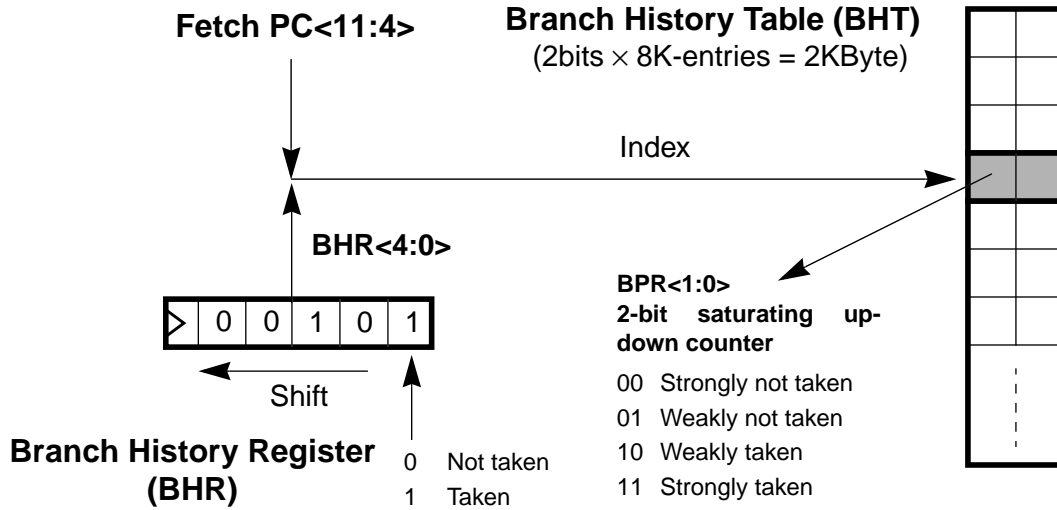 Fetch PC<11:4>
Branch History Table (BHT)
(2bits × 8K-entries = 2KByte)
Index
BHR<4:0>
0 0 1 0 1
Shift
Branch History Register
(BHR)
0 Not taken
1 Taken
BPR<1:0>
2-bit saturating up-
down counter
00 Strongly not taken
01 Weakly not taken
10 Weakly taken
11 Strongly taken